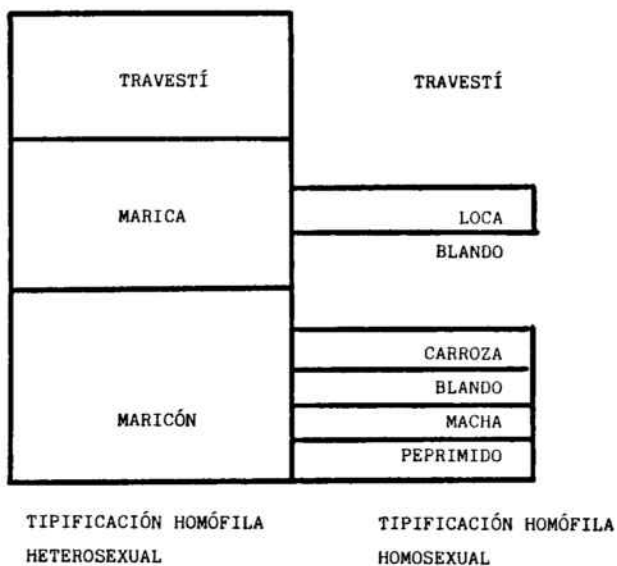 TRAVESTÍ
TRAVESTÍ
MARICA
LOCA
BLANDO
MARICÓN
CARROZA
BLANDO
MACHA
PEPRIMIDO
TIPIFICACIÓN HOMÓFILA
HETEROSEXUAL
TIPIFICACIÓN HOMÓFILA
HOMOSEXUAL